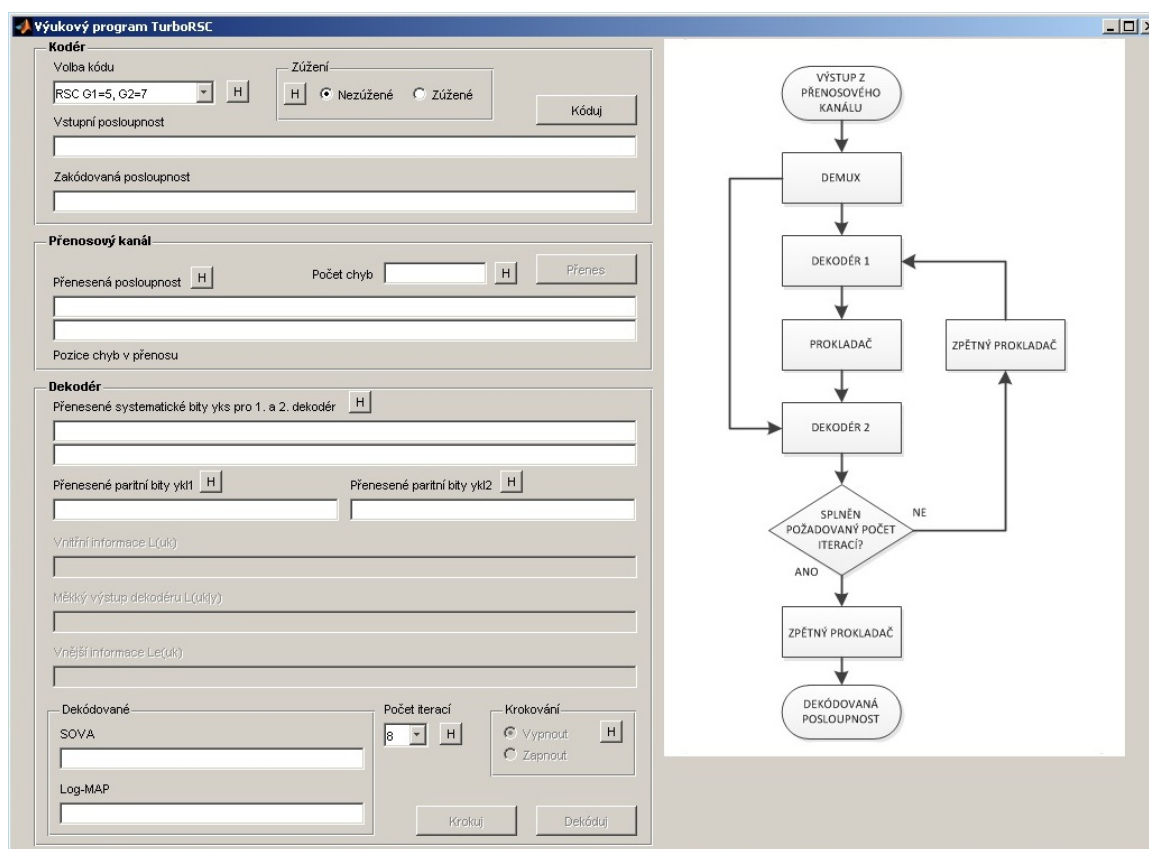 Výukový program TurboRSC
Kodér
Volba kódu
RSC G1=5, G2=7
H
Zúžení
H
Nezúžené
Zúžené
Kóduj
Vstupní posloupnost
Zakódovaná posloupnost
Přenosový kanál
Přenesená posloupnost
H
Počet chyb
H
Přenes
Pozice chyb v přenosu
Dekodér
Přenesené systematické bity yks pro 1. a 2. dekodér
H
Přenesené paritní bity ykl1
H
Přenesené paritní bity ykl2
H
Vnitřní informace L(uk)
Měkký výstup dekodéru L(uk|y)
Vnější informace Le(uk)
Dekódované
SOVA
Log-MAP
Počet iterací
8
H
Krokování
Vypnout
H
Zapnout
Krokuj
Dekóduj
VÝSTUP Z
PŘENOSOVÉHO
KANÁLU
DEMUX
DEKODÉR 1
PROKLADAČ
ZPĚTNÝ PROKLADAČ
DEKODÉR 2
SPLNĚN
POŽADOVANÝ POČET
ITERACÍ?
NE
ANO
ZPĚTNÝ PROKLADAČ
DEKÓDOVANÁ
POSLOUPNOST